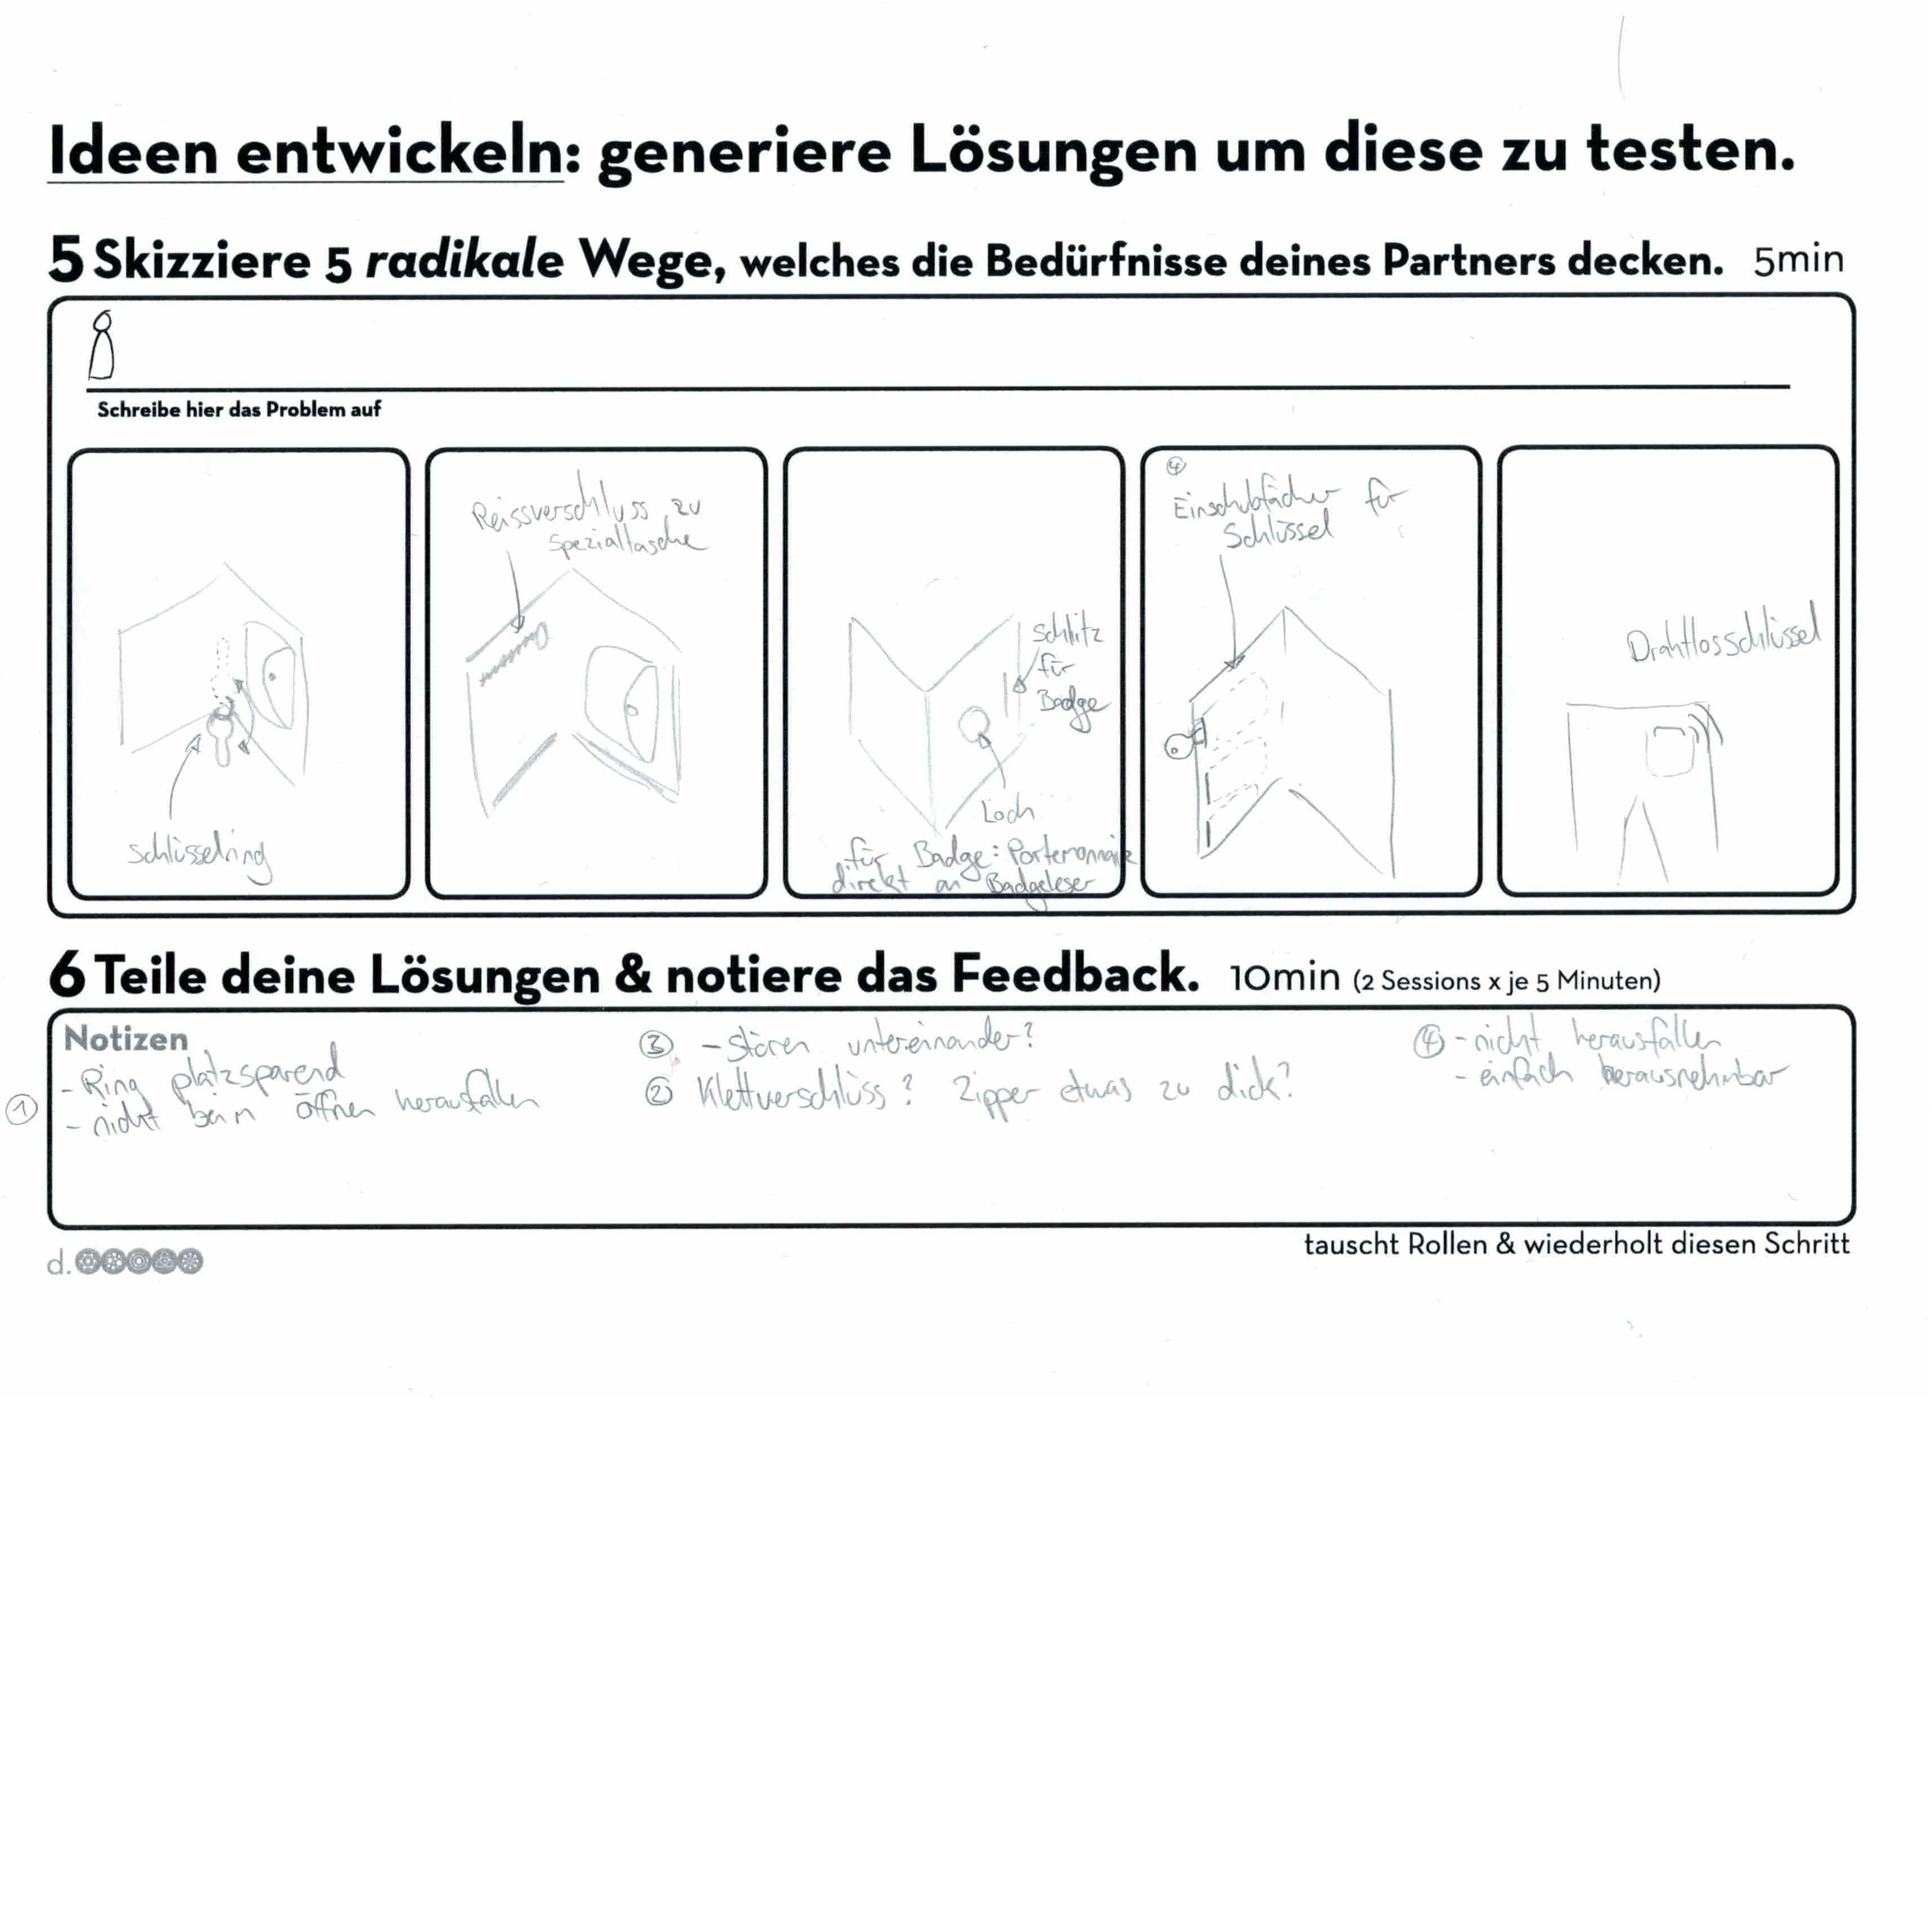 Ideen entwickeln: generiere Lösungen um diese zu testen.
5 Skizziere 5 radikale Wege, welches die Bedürfnisse deines Partners decken. 5min
Schreibe hier das Problem auf
Schlüsselring
Reissverschluss zu
Spezialtasche
Schlitz
für
Badge
Loch
für Badge: Portemonnaie
direkt an Badgeleser
④
Einschubfächer für
Schlüssel
Drahtlosschlüssel
6 Teile deine Lösungen & notiere das Feedback. 10min (2 Sessions x je 5 Minuten)
Notizen
① - Ring platzsparend
- nicht beim öffnen herausfallen
③ - Stören untereinander?
② Klettverschlüss? Zipper etwas zu dick?
④ - nicht herausfallen
- einfach herausnehmbar
tauscht Rollen & wiederholt diesen Schritt
d.